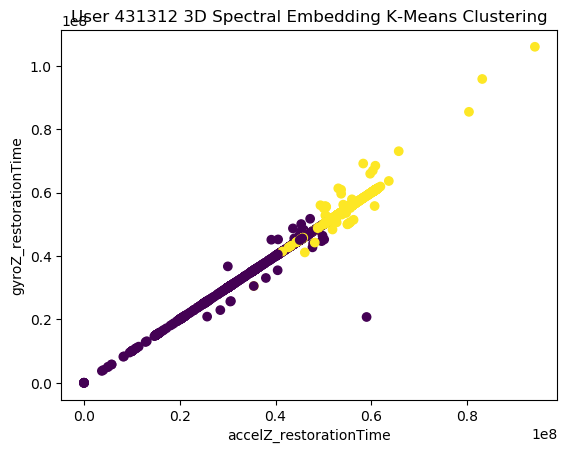 User 431312 3D Spectral Embedding K-Means Clustering
1e8
1.0
0.8
0.6
0.4
0.2
0.0
gyroZ_restorationTime
0.0 0.2 0.4 0.6 0.8
1e8
accelZ_restorationTime